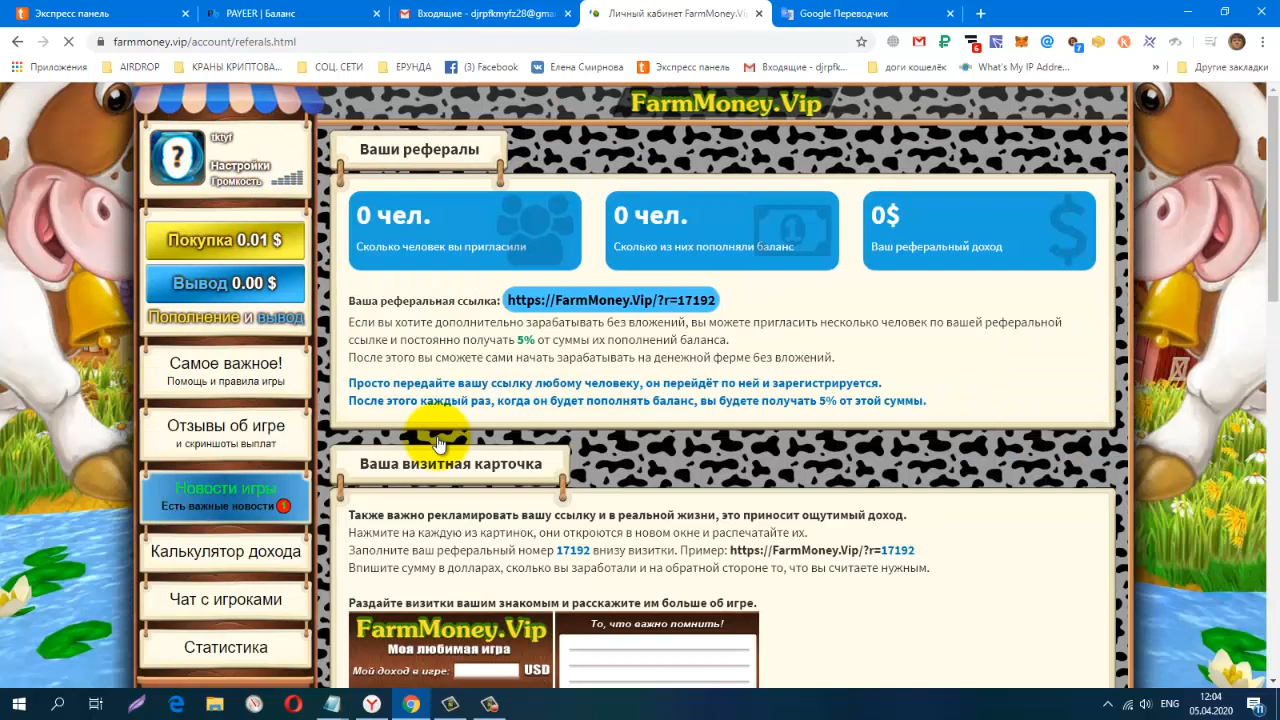 Экспресс-панель
PAYEER | Баланс
Входящие - djrpfkmyfz28@gma
Личный кабинет FarmMoney.Vi
Google Переводчик
farmmoney.vip/account/referals.html
6
7
Приложения
AIRDROP
КРАНЫ КРИПТОВА...
СОЦ. СЕТИ
ЕРУНДА
(3) Facebook
Елена Смирнова
Экспресс панель
Входящие - djrpfk...
доги кошелёк
What's My IP Addre...
»
Другие закладки
FarmMoney.Vip
tkyf
Настройки
Громкость
Покупка 0.01 $
Вывод 0.00 $
Пополнение и вывод
Самое важное!
Помощь и правила игры
Отзывы об игре
и скриншоты выплат
Новости игры
Есть важные новости 1
Калькулятор дохода
Чат с игроками
Статистика
Ваши рефералы
0 чел.
Сколько человек вы пригласили
0 чел.
Сколько из них пополняли баланс
0$
Ваш реферальный доход
Ваша реферальная ссылка: https://FarmMoney.Vip/?r=17192
Если вы хотите дополнительно зарабатывать без вложений, вы можете пригласить несколько человек по вашей реферальной
ссылке и постоянно получать 5% от суммы их пополнений баланса.
После этого вы сможете сами начать зарабатывать на денежной ферме без вложений.
Просто передайте вашу ссылку любому человеку, он перейдёт по ней и зарегистрируется.
После этого каждый раз, когда он будет пополнять баланс, вы будете получать 5% от этой суммы.
Ваша визитная карточка
Также важно рекламировать вашу ссылку и в реальной жизни, это приносит ощутимый доход.
Нажмите на каждую из картинок, они откроются в новом окне и распечатайте их.
Заполните ваш реферальный номер 17192 внизу визитки. Пример: https://FarmMoney.Vip/?r=17192
Впишите сумму в долларах, сколько вы заработали и на обратной стороне то, что вы считаете нужным.
Раздайте визитки вашим знакомым и расскажите им больше об игре.
FarmMoney.Vip
Моя любимая игра
Мой доход в игре: USD
То, что важно помнить!
ENG
12:04
05.04.2020